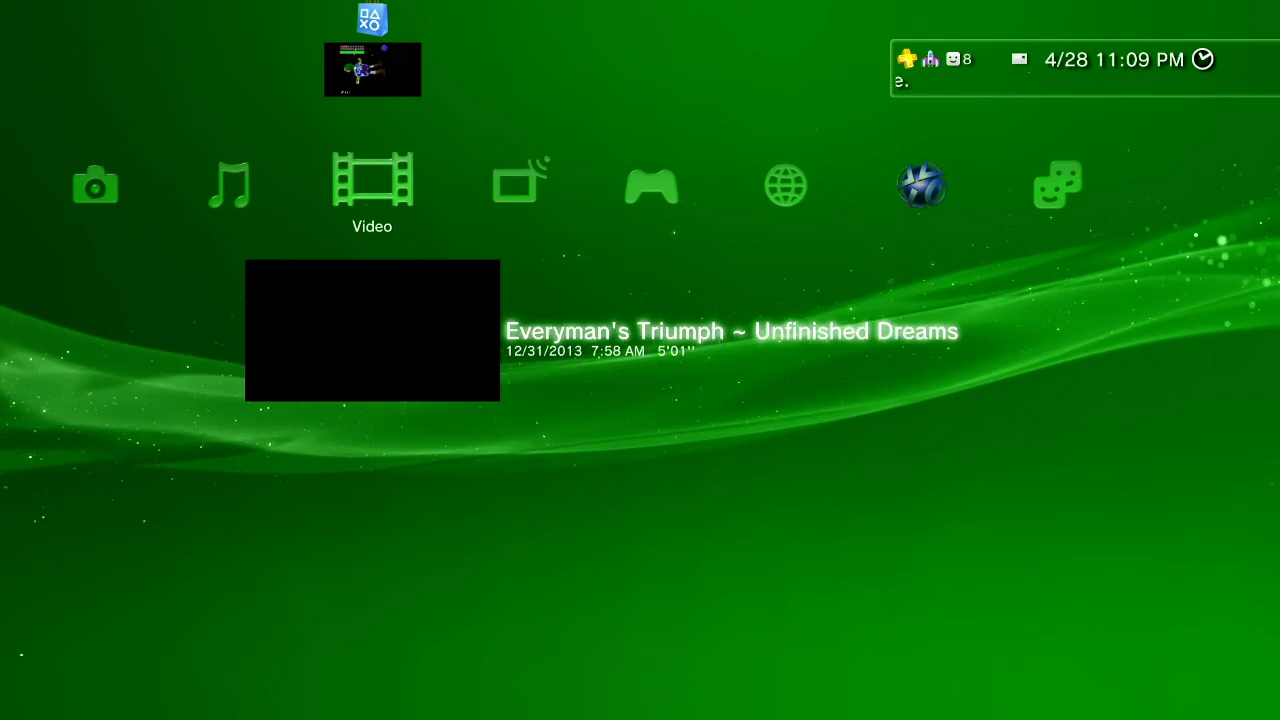 8 4/28 11:09 PM
e.
Video
Everyman's Triumph ~ Unfinished Dreams
12/31/2013 7:58 AM 5'01''